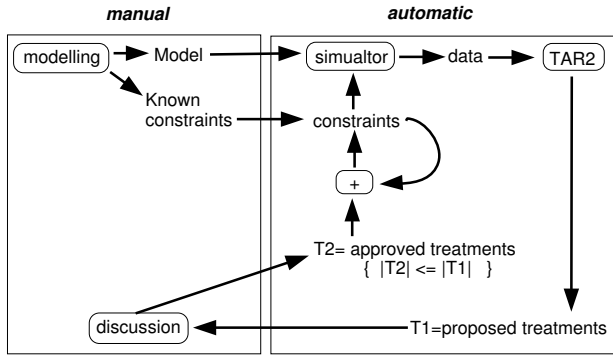 manual
automatic
modelling
Model
simualtor
data
TAR2
Known
constraints
constraints
+
T2= approved treatments
{ |T2| <= |T1| }
discussion
T1=proposed treatments